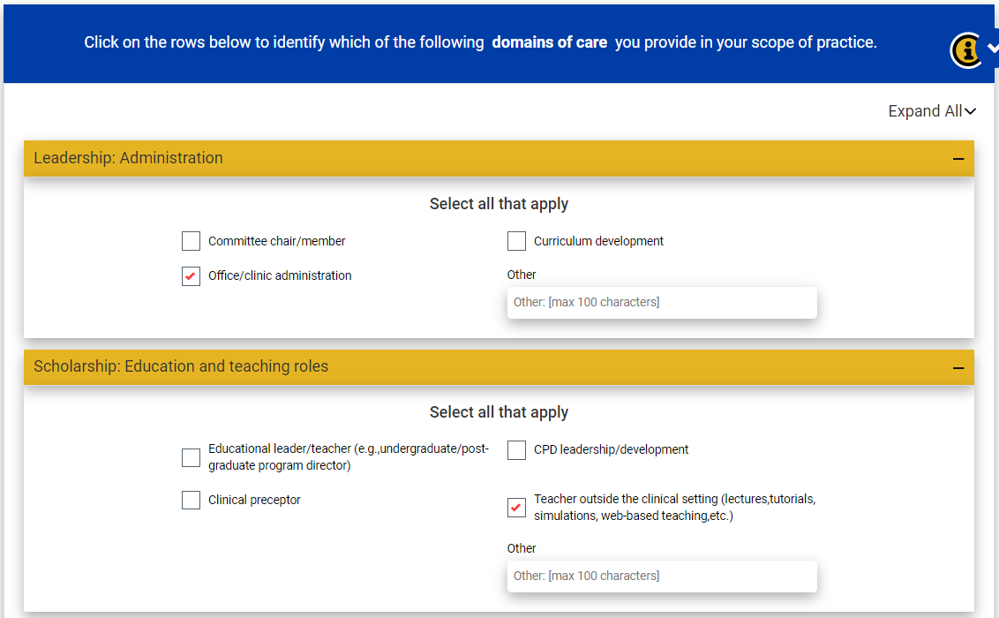 Click on the rows below to identify which of the following domains of care you provide in your scope of practice.
Expand All
Leadership: Administration
Select all that apply
Committee chair/member
Curriculum development
Office/clinic administration
Other
Other: [max 100 characters]
Scholarship: Education and teaching roles
Select all that apply
Educational leader/teacher (e.g.,undergraduate/post-
graduate program director)
CPD leadership/development
Clinical preceptor
Teacher outside the clinical setting (lectures,tutorials,
simulations, web-based teaching,etc.)
Other
Other: [max 100 characters]